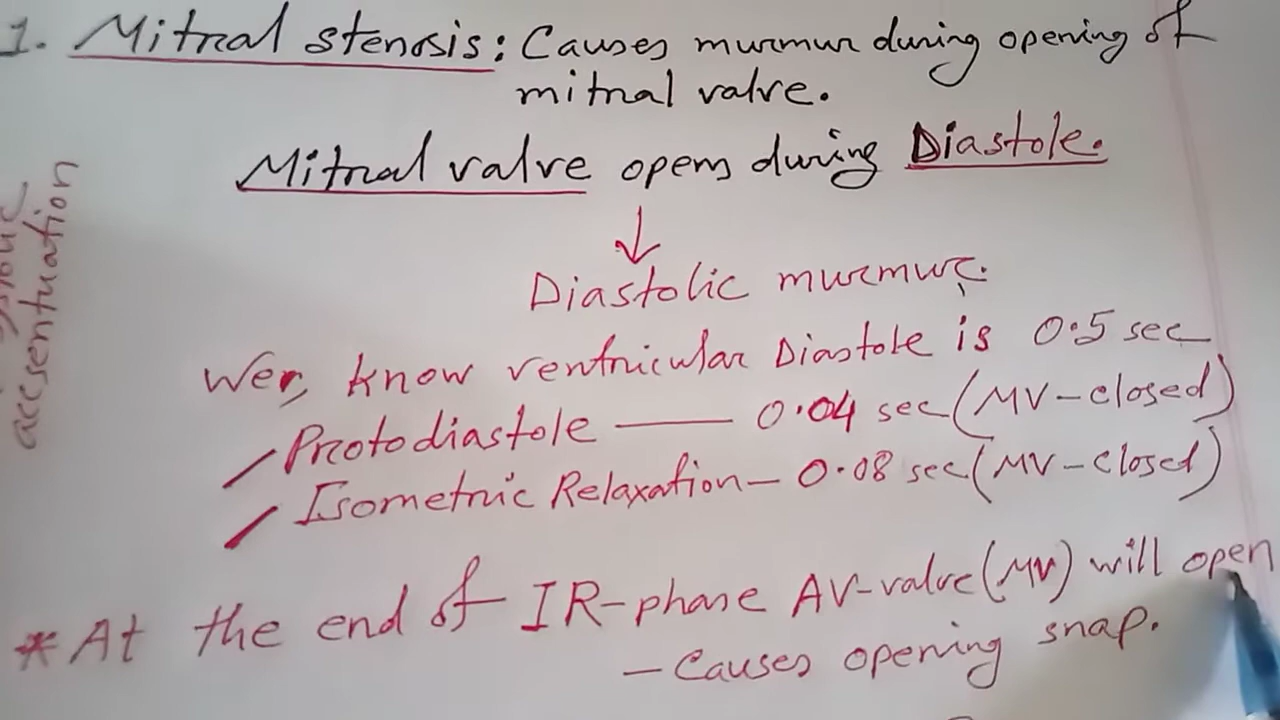 1. Mitral stenosis: Causes murmur during opening of
mitral valve.
Mitral valve opens during Diastole.
↓
Diastolic murmur.
know ventricular Diastole is 0.5 sec
Protodiastole — 0.04 sec (MV-closed)
Isometric Relaxation - 0.08 sec (MV-closed)
*At the end of IR-phase AV-valve (MV) will open
- Causes opening snap.
accsentuation